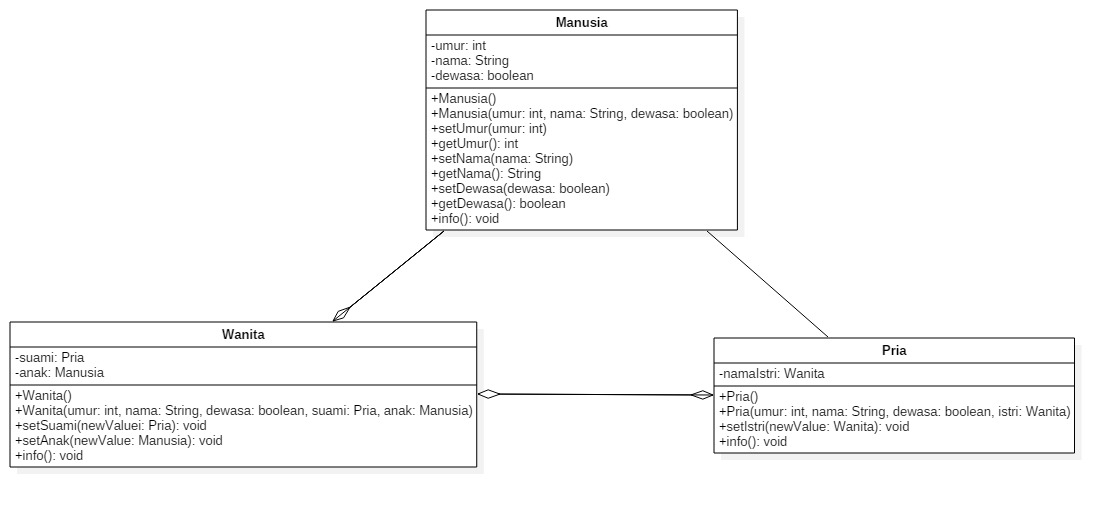 Manusia
-umur: int
-nama: String
-dewasa: boolean
+Manusia()
+Manusia(umur: int, nama: String, dewasa: boolean)
+setUmur(umur: int)
+getUmur(): int
+setNama(nama: String)
+getNama(): String
+setDewasa(dewasa: boolean)
+getDewasa(): boolean
+info(): void
Wanita
-suami: Pria
-anak: Manusia
+Wanita()
+Wanita(umur: int, nama: String, dewasa: boolean, suami: Pria, anak: Manusia)
+setSuami(newValuei: Pria): void
+setAnak(newValue: Manusia): void
+info(): void
Pria
-namaIstri: Wanita
+Pria()
+Pria(umur: int, nama: String, dewasa: boolean, istri: Wanita)
+setIstri(newValue: Wanita): void
+info(): void